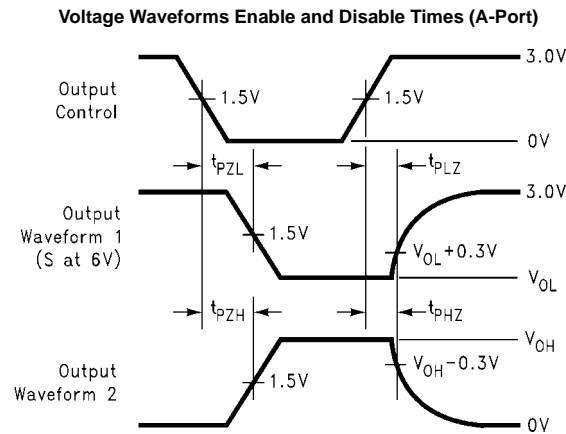 Voltage Waveforms Enable and Disable Times (A-Port)
3.0V
Output
Control
1.5V
1.5V
0V
tPZL
tPLZ
3.0V
Output
Waveform 1
(S at 6V)
1.5V
VOL+0.3V
VOL
tPZH
tPHZ
VOH
Output
Waveform 2
1.5V
VOH−0.3V
0V